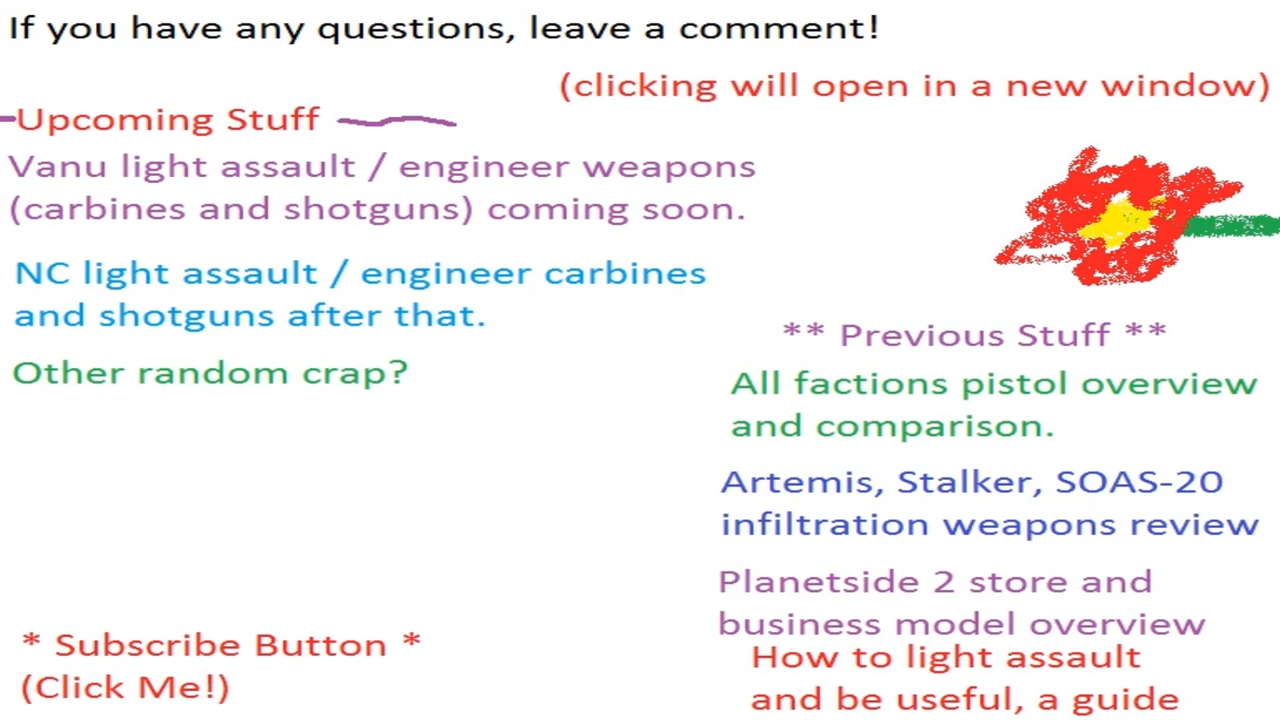 If you have any questions, leave a comment!
(clicking will open in a new window)
Upcoming Stuff
Vanu light assault / engineer weapons
(carbines and shotguns) coming soon.
NC light assault / engineer carbines
and shotguns after that.
Other random crap?
** Previous Stuff **
All factions pistol overview
and comparison.
Artemis, Stalker, SOAS-20
infiltration weapons review
Planetside 2 store and
business model overview
How to light assault
and be useful, a guide
* Subscribe Button *
(Click Me!)